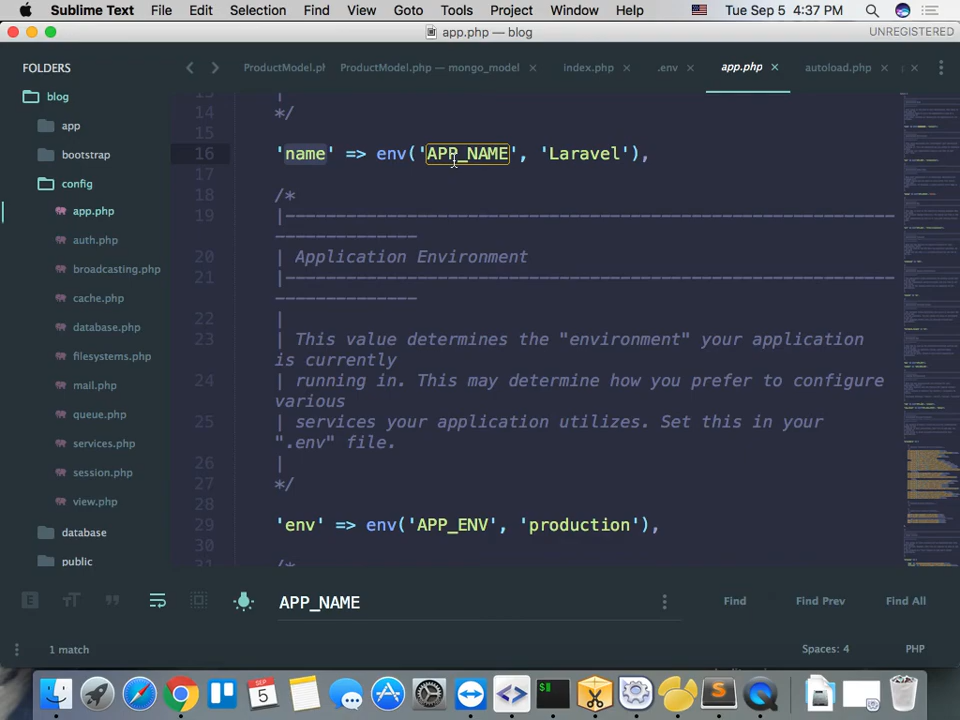 Sublime Text File Edit Selection Find View Goto Tools Project Window Help Tue Sep 5 4:37 PM
app.php — blog UNREGISTERED
FOLDERS
blog
app
bootstrap
config
app.php
auth.php
broadcasting.php
cache.php
database.php
filesystems.php
mail.php
queue.php
services.php
session.php
view.php
database
public
ProductModel.ph ProductModel.php — mongo_model index.php .env app.php autoload.php
14 */
15
16 'name' => env('APP_NAME', 'Laravel'),
17
18 /*
19 |--------------------------------------------------------------------------
20 | Application Environment
21 |--------------------------------------------------------------------------
22 |
23 | This value determines the "environment" your application
is currently
24 | running in. This may determine how you prefer to configure
various
25 | services your application utilizes. Set this in your
".env" file.
26 |
27 */
28
29 'env' => env('APP_ENV', 'production'),
30
/*
APP_NAME Find Find Prev Find All
1 match Spaces: 4 PHP
SEP
5